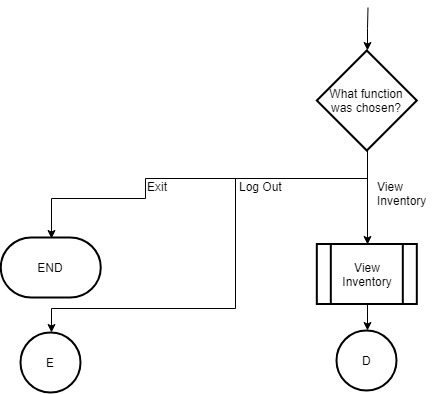 What function
was chosen?
Exit
Log Out
View
Inventory
END
View
Inventory
E
D